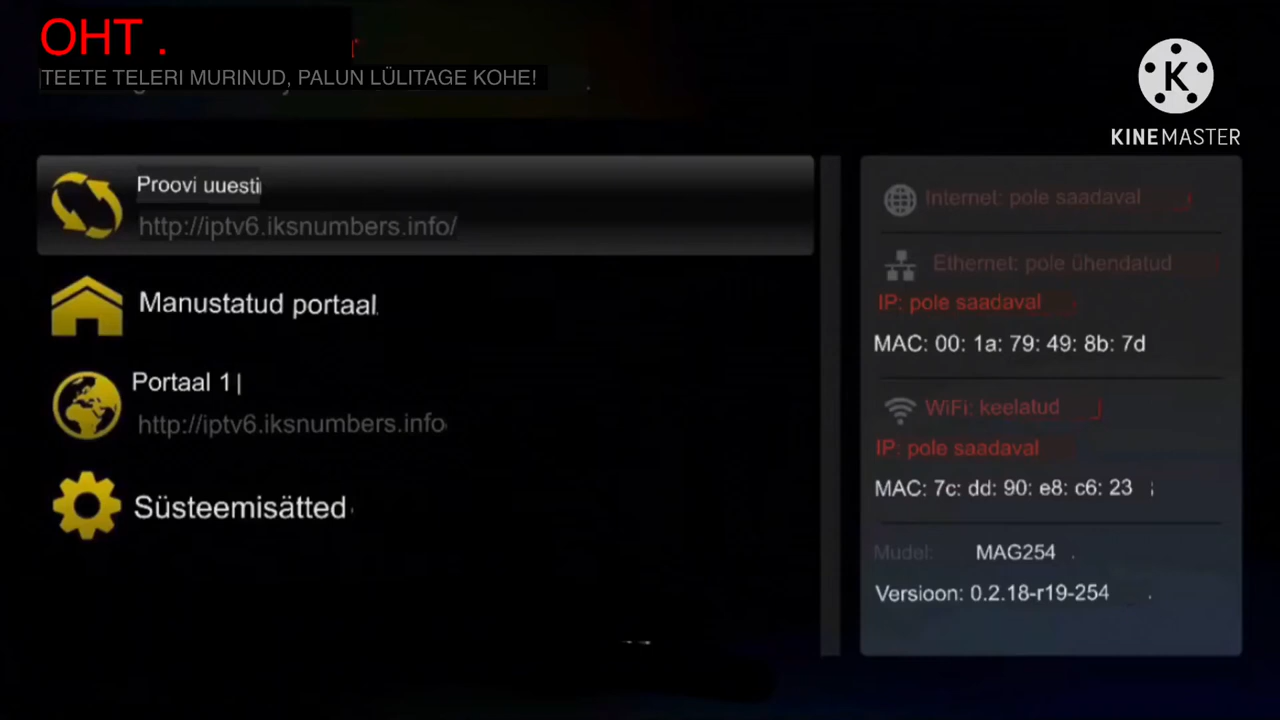 OHT .
TEETE TELERI MURINUD, PALUN LÜLITAGE KOHE!
K
KINEMASTER
Proovi uuesti
http://iptv6.iksnumbers.info/
Manustatud portaal
Portaal 1
http://iptv6.iksnumbers.info
Süsteemisätted
Internet: pole saadaval
Ethernet: pole ühendatud
IP: pole saadaval
MAC: 00: 1a: 79: 49: 8b: 7d
WiFi: keelatud
IP: pole saadaval
MAC: 7c: dd: 90: e8: c6: 23
Mudel: MAG254
Versioon: 0.2.18-r19-254